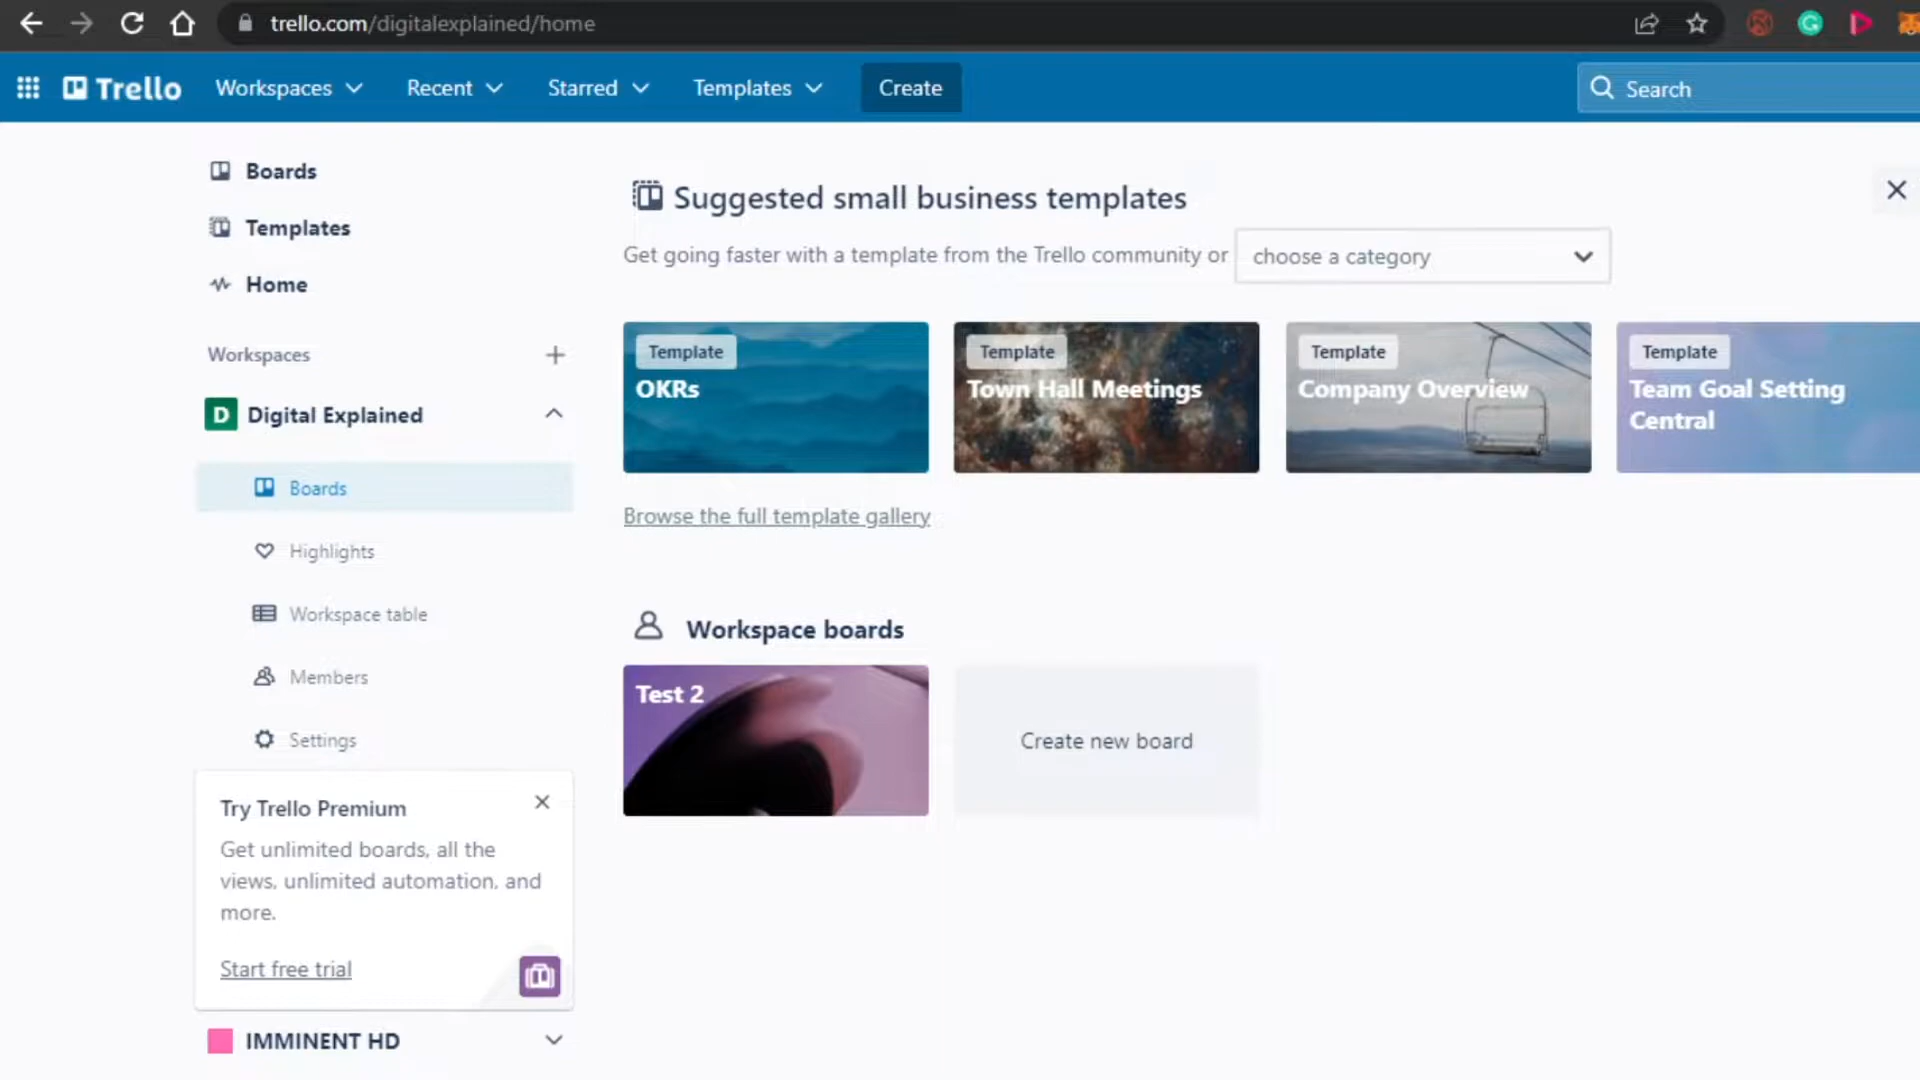 trello.com/digitalexplained/home
Trello Workspaces Recent Starred Templates Create Search
Boards
Templates
Home
Workspaces
D Digital Explained
Boards
Highlights
Workspace table
Members
Settings
Try Trello Premium
Get unlimited boards, all the
views, unlimited automation, and
more.
Start free trial
IMMINENT HD
Suggested small business templates
Get going faster with a template from the Trello community or choose a category
Template
OKRs
Template
Town Hall Meetings
Template
Company Overview
Template
Team Goal Setting
Central
Browse the full template gallery
Workspace boards
Test 2
Create new board